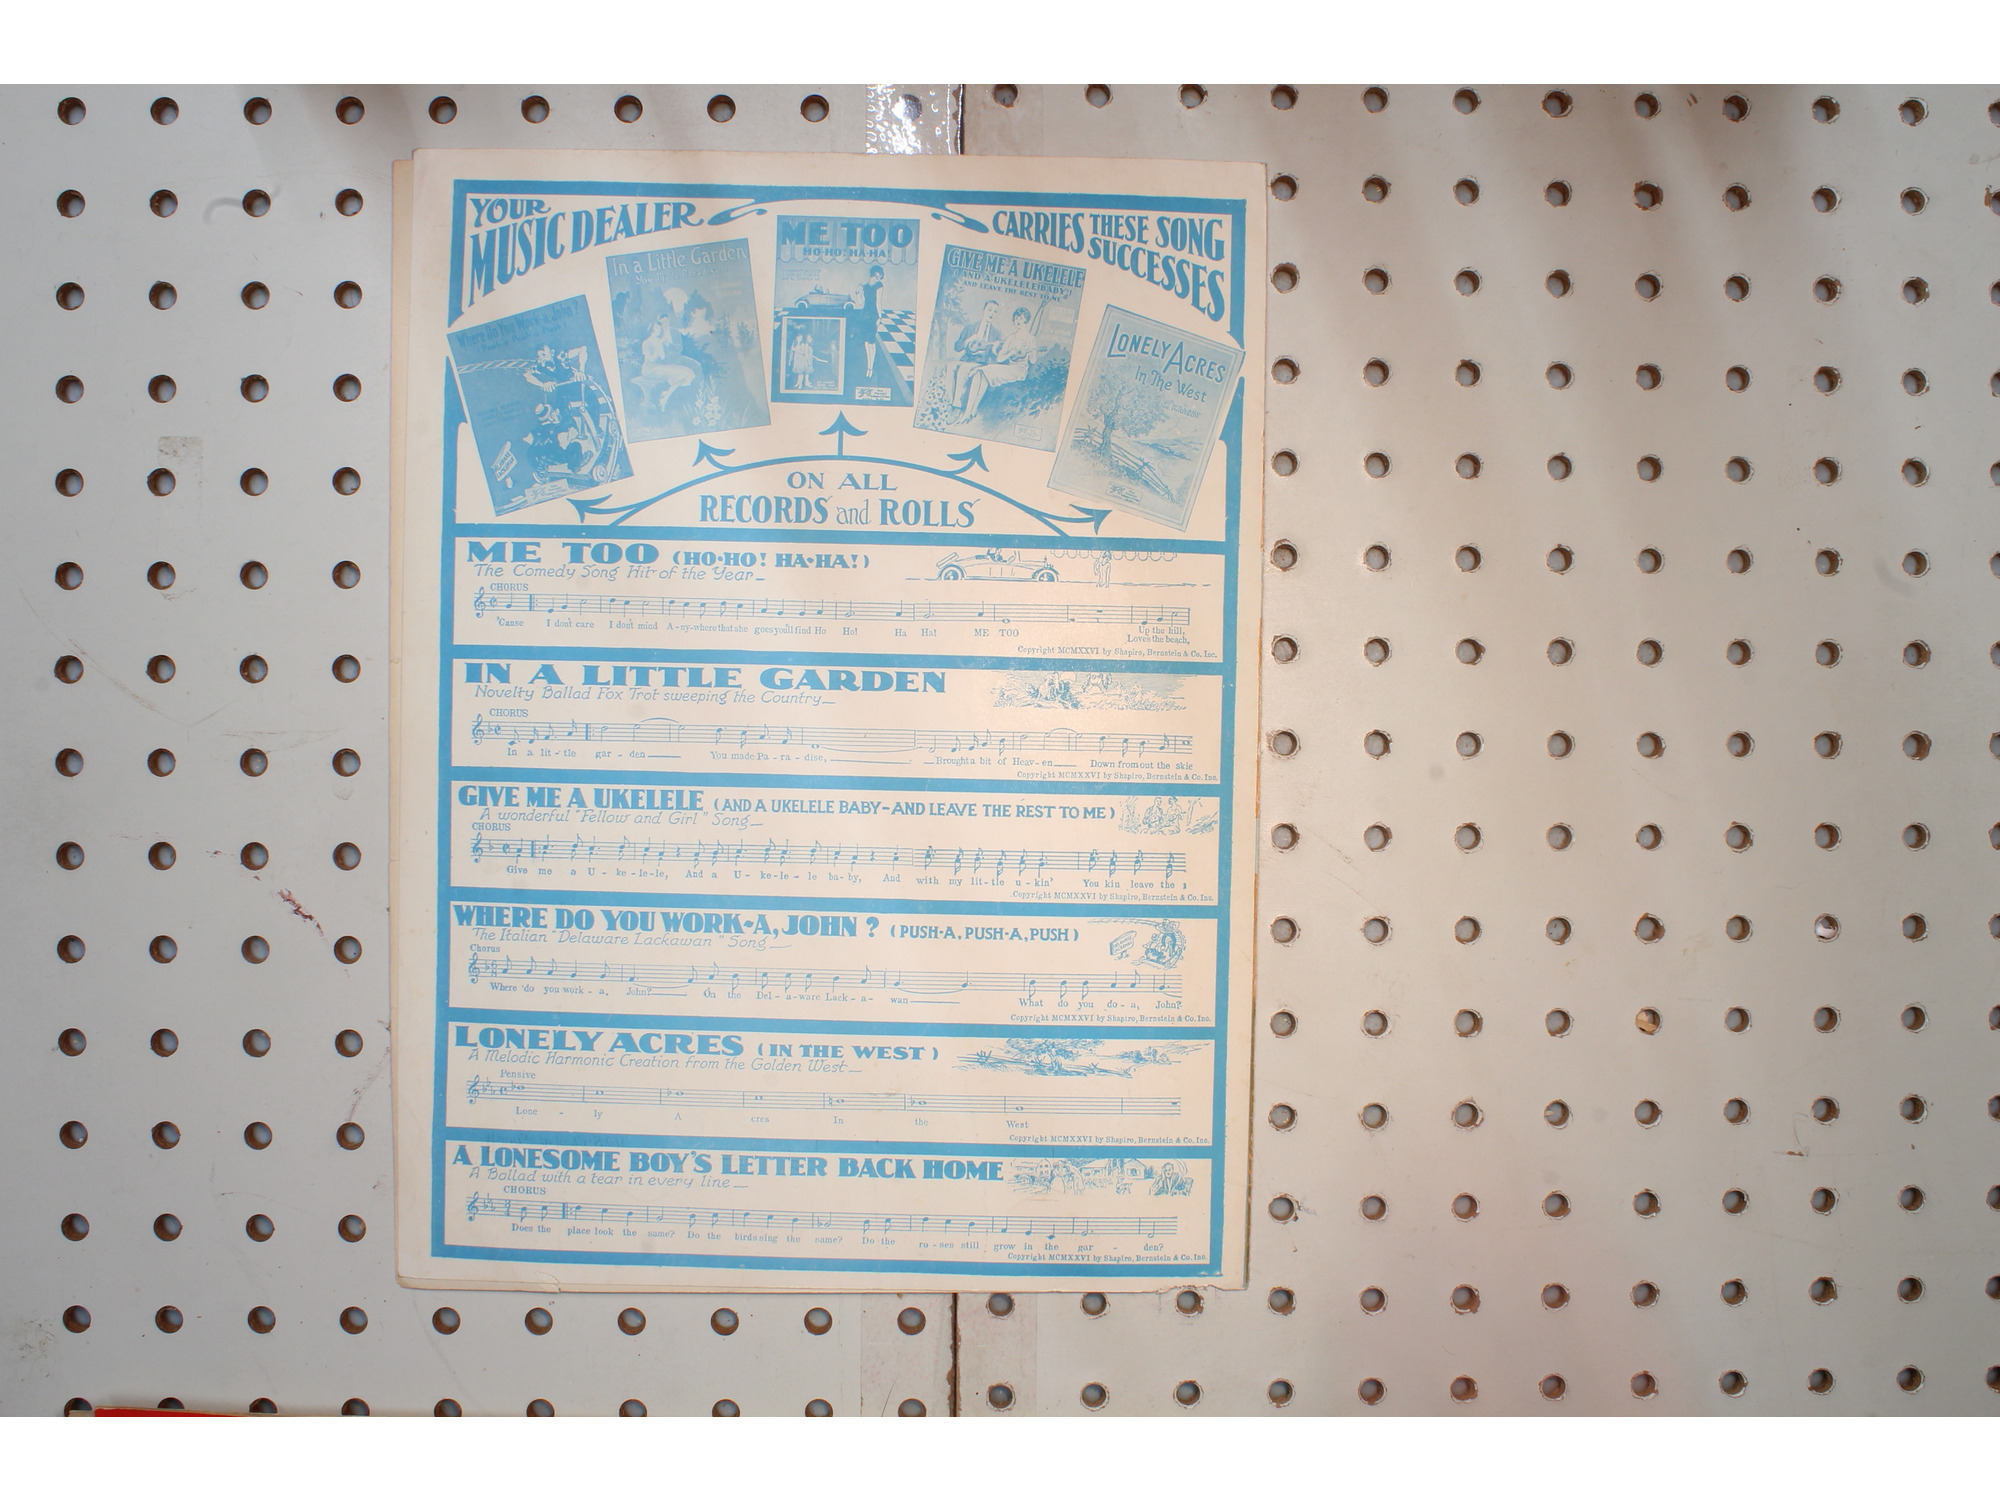 YOUR
MUSIC DEALER
CARRIES THESE SONG
SUCCESSES
Where Do You Work-a, John?
In a Little Garden
ME TOO
HO-HO! HA-HA!
GIVE ME A UKELELE
(AND A UKELELE BABY)
AND LEAVE THE REST TO ME
LONELY ACRES
In The West
ON ALL
RECORDS and ROLLS
ME TOO (HO-HO! HA-HA!)
The Comedy Song Hit of the Year—
CHORUS
'Cause I don't care I don't mind A-ny-where that she goes you'll find Ho Ho! Ha Ha! ME TOO Up the hill,
Loves the beach,
Copyright MCMXXVI by Shapiro, Bernstein & Co. Inc.
IN A LITTLE GARDEN
Novelty Ballad Fox Trot sweeping the Country—
CHORUS
In a lit-tle gar-den You made Pa-ra-dise, Brought a bit of Heav-en Down from out the skie
Copyright MCMXXVI by Shapiro, Bernstein & Co. Inc.
GIVE ME A UKELELE (AND A UKELELE BABY-AND LEAVE THE REST TO ME)
A wonderful "Fellow and Girl" Song—
CHORUS
Give me a U-ke-le-le, And a U-ke-le-le ba-by, And with my lit-tle u-kin' You kin leave the
Copyright MCMXXVI by Shapiro, Bernstein & Co. Inc.
WHERE DO YOU WORK-A, JOHN? (PUSH-A, PUSH-A, PUSH)
The Italian "Delaware Lackawan" Song—
Chorus
Where do you work-a, John? On the Del-a-ware Lack-a-wan What do you do-a, John?
Copyright MCMXXVI by Shapiro, Bernstein & Co. Inc.
LONELY ACRES (IN THE WEST)
A Melodic Harmonic Creation from the Golden West—
Pensive
Lone - ly A cres In the West
Copyright MCMXXVI by Shapiro, Bernstein & Co. Inc.
A LONESOME BOY'S LETTER BACK HOME
A Ballad with a tear in every line—
CHORUS
Does the place look the same? Do the birds sing the same? Do the ro-ses still grow in the gar - den?
Copyright MCMXXVI by Shapiro, Bernstein & Co. Inc.